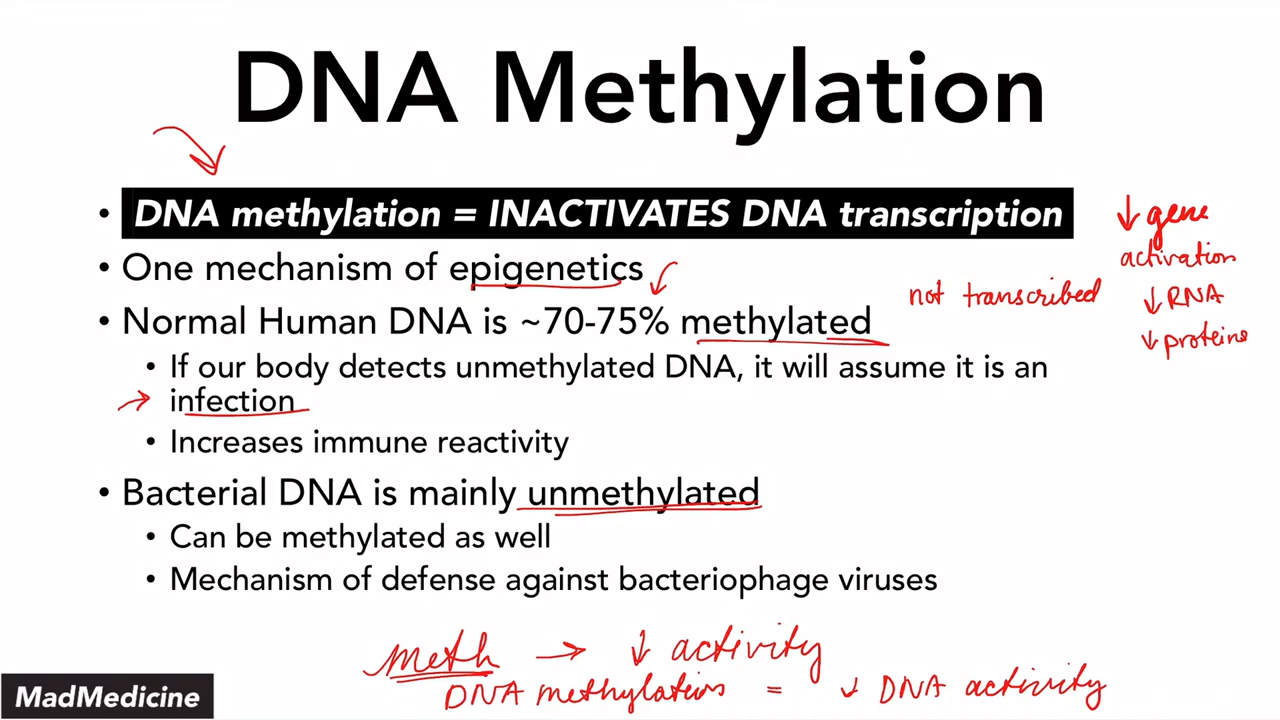 DNA Methylation
• DNA methylation = INACTIVATES DNA transcription
↓ gene
activation
↓ RNA
↓ proteins
• One mechanism of epigenetics
not transcribed
• Normal Human DNA is ~70-75% methylated
• If our body detects unmethylated DNA, it will assume it is an
infection
• Increases immune reactivity
• Bacterial DNA is mainly unmethylated
• Can be methylated as well
• Mechanism of defense against bacteriophage viruses
meth → ↓ activity
DNA methylation = ↓ DNA activity
MadMedicine